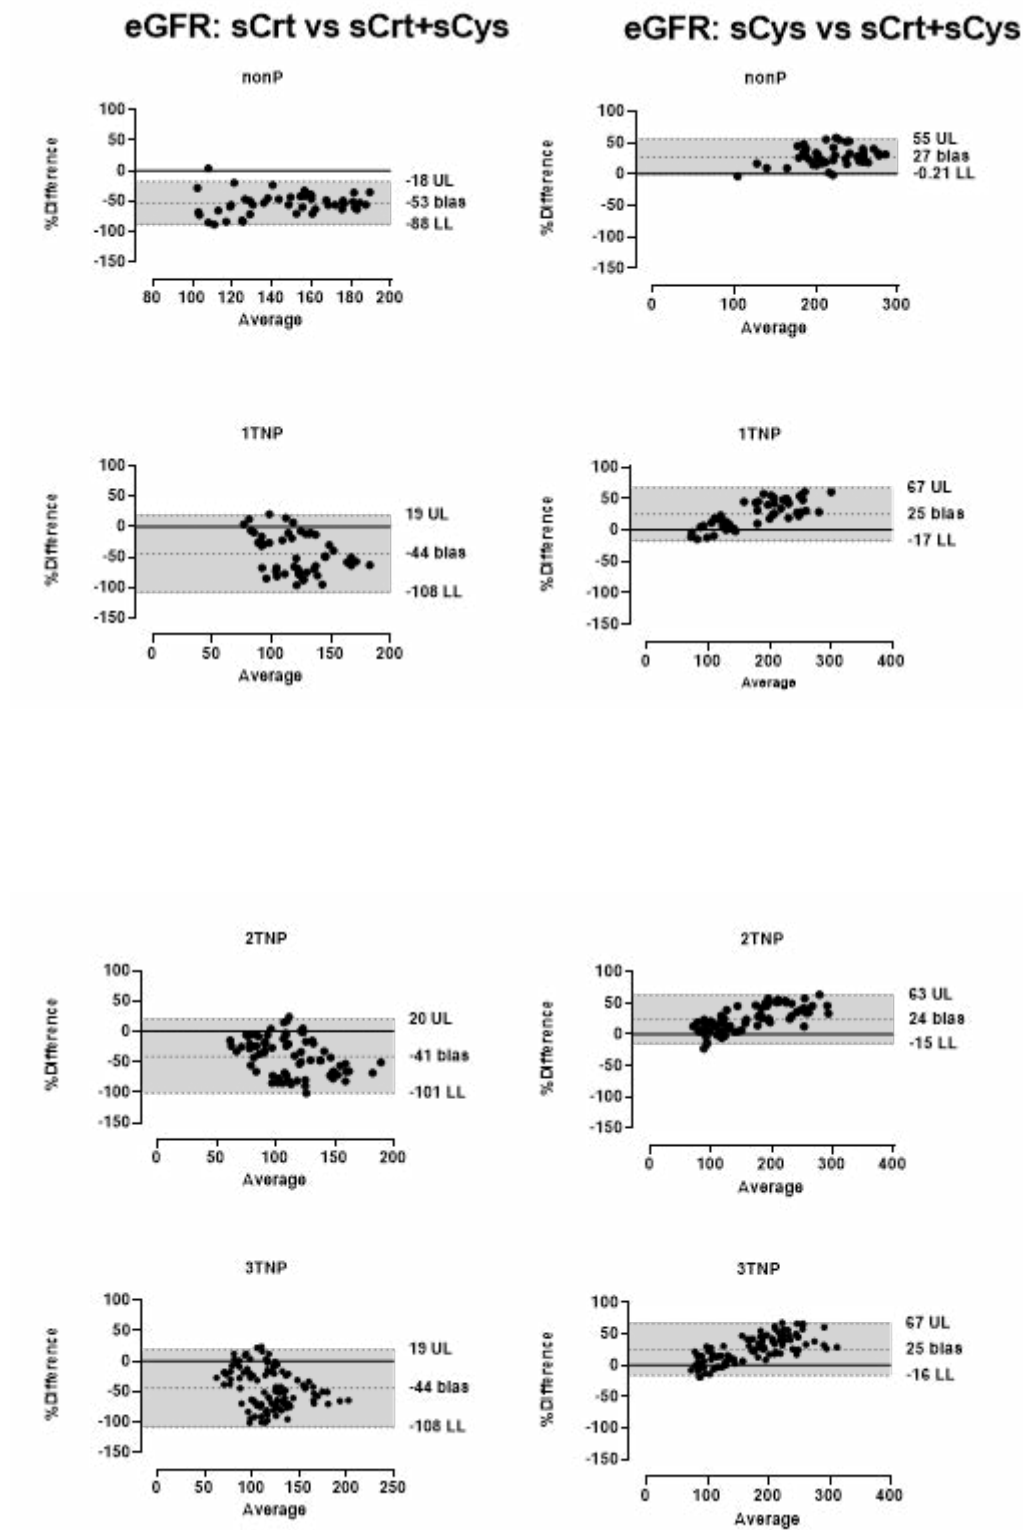 eGFR: sCrt vs sCrt+sCys
eGFR: sCys vs sCrt+sCys
nonP
%Difference
100
50
0
-50
-100
-150
-18 UL
-53 bias
-88 LL
80 100 120 140 160 180 200
Average
nonP
%Difference
100
50
0
-50
-100
-150
55 UL
27 bias
-0.21 LL
0 100 200 300
Average
1TNP
%Difference
100
50
0
-50
-100
-150
19 UL
-44 bias
-108 LL
0 50 100 150 200
Average
1TNP
%Difference
100
50
0
-50
-100
-150
67 UL
25 bias
-17 LL
0 100 200 300 400
Average
2TNP
%Difference
100
50
0
-50
-100
-150
20 UL
-41 bias
-101 LL
0 50 100 150 200
Average
2TNP
%Difference
100
50
0
-50
-100
-150
63 UL
24 bias
-15 LL
0 100 200 300 400
Average
3TNP
%Difference
100
50
0
-50
-100
-150
19 UL
-44 bias
-108 LL
0 50 100 150 200 250
Average
3TNP
%Difference
100
50
0
-50
-100
-150
67 UL
25 bias
-16 LL
0 100 200 300 400
Average